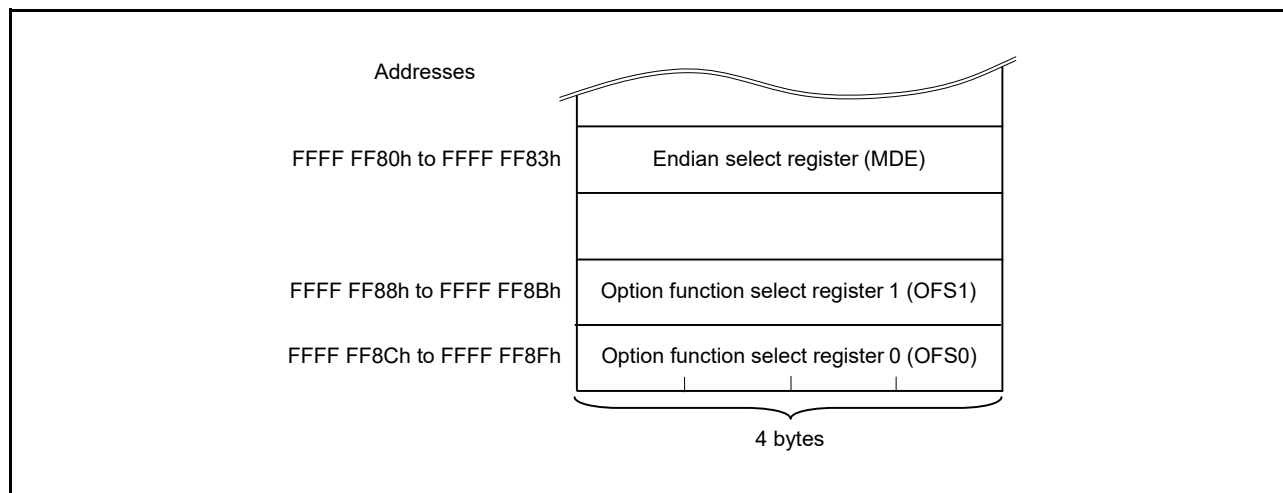 Addresses
FFFF FF80h to FFFF FF83h
Endian select register (MDE)
FFFF FF88h to FFFF FF8Bh
Option function select register 1 (OFS1)
FFFF FF8Ch to FFFF FF8Fh
Option function select register 0 (OFS0)
4 bytes